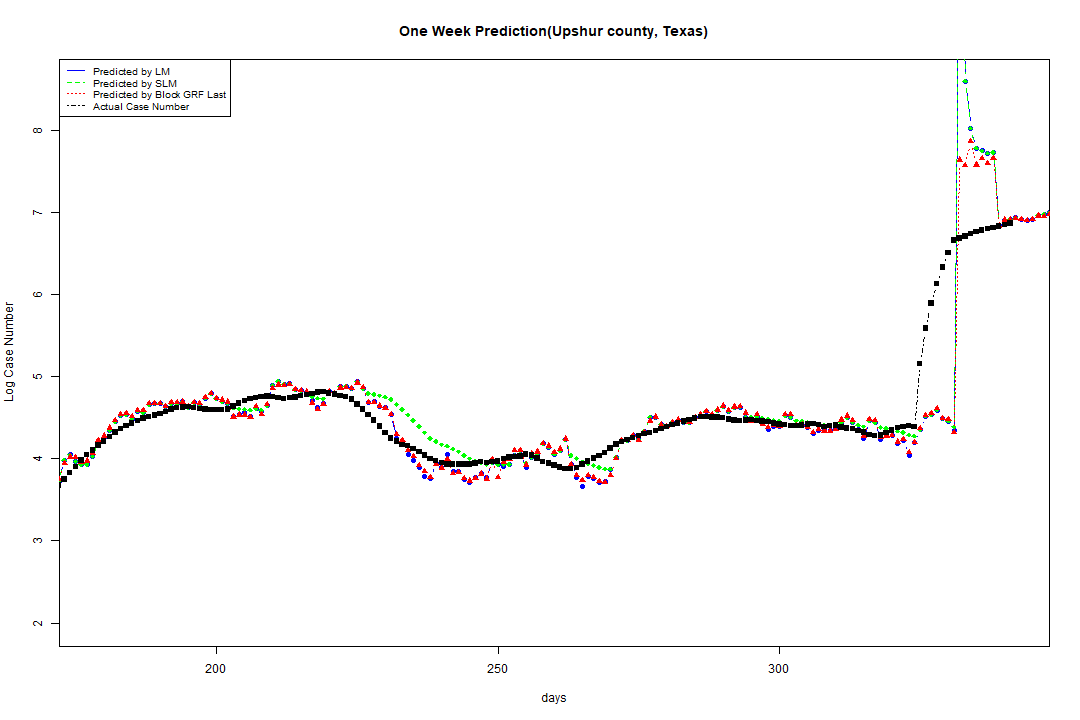 One Week Prediction(Upshur county, Texas)
Predicted by LM
Predicted by SLM
Predicted by Block GRF Last
Actual Case Number
8
7
6
5
4
3
2
Log Case Number
200
250
300
days